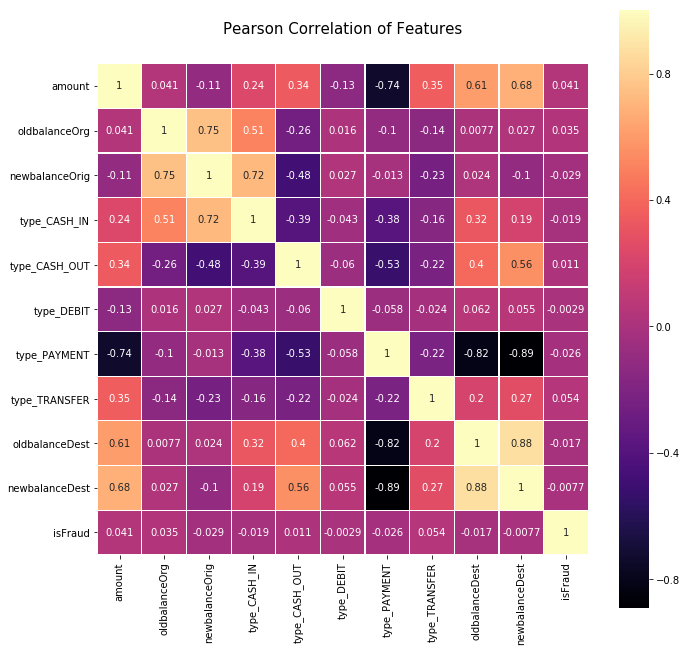 Pearson Correlation of Features
amount 1 0.041 -0.11 0.24 0.34 -0.13 -0.74 0.35 0.61 0.68 0.041
oldbalanceOrg 0.041 1 0.75 0.51 -0.26 0.016 -0.1 -0.14 0.0077 0.027 0.035
newbalanceOrig -0.11 0.75 1 0.72 -0.48 0.027 -0.013 -0.23 0.024 -0.1 -0.029
type_CASH_IN 0.24 0.51 0.72 1 -0.39 -0.043 -0.38 -0.16 0.32 0.19 -0.019
type_CASH_OUT 0.34 -0.26 -0.48 -0.39 1 -0.06 -0.53 -0.22 0.4 0.56 0.011
type_DEBIT -0.13 0.016 0.027 -0.043 -0.06 1 -0.058 -0.024 0.062 0.055 -0.0029
type_PAYMENT -0.74 -0.1 -0.013 -0.38 -0.53 -0.058 1 -0.22 -0.82 -0.89 -0.026
type_TRANSFER 0.35 -0.14 -0.23 -0.16 -0.22 -0.024 -0.22 1 0.2 0.27 0.054
oldbalanceDest 0.61 0.0077 0.024 0.32 0.4 0.062 -0.82 0.2 1 0.88 -0.017
newbalanceDest 0.68 0.027 -0.1 0.19 0.56 0.055 -0.89 0.27 0.88 1 -0.0077
isFraud 0.041 0.035 -0.029 -0.019 0.011 -0.0029 -0.026 0.054 -0.017 -0.0077 1
amount
oldbalanceOrg
newbalanceOrig
type_CASH_IN
type_CASH_OUT
type_DEBIT
type_PAYMENT
type_TRANSFER
oldbalanceDest
newbalanceDest
isFraud
0.8
0.4
0.0
−0.4
−0.8